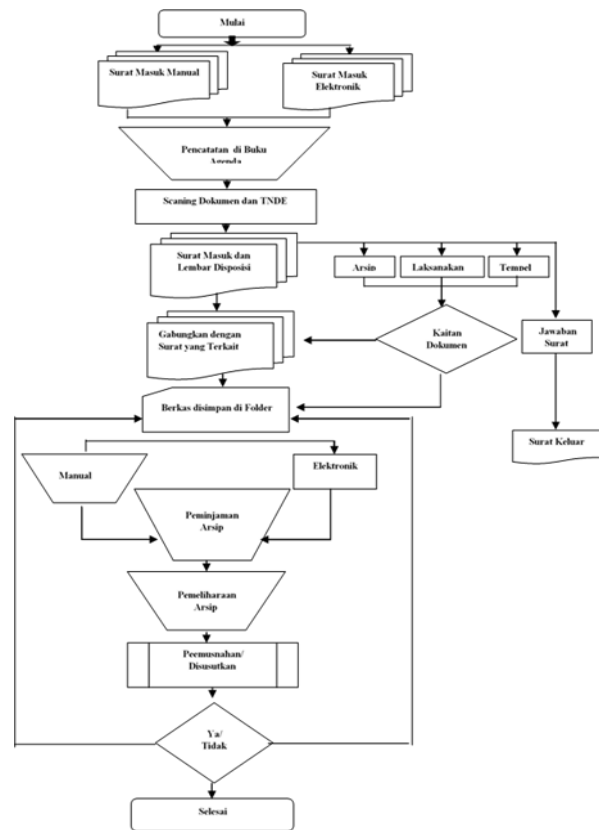 Mulai
Surat Masuk Manual
Surat Masuk
Elektronik
Pencatatan di Buku
Agenda
Scaning Dokumen dan TNDE
Surat Masuk dan
Lembar Disposisi
Arsip
Laksanakan
Tempel
Gabungkan dengan
Surat yang Terkait
Kaitan
Dokumen
Jawaban
Surat
Berkas disimpan di Folder
Surat Keluar
Manual
Elektronik
Peminjaman
Arsip
Pemeliharaan
Arsip
Peemusnahan/
Disusutkan
Ya/
Tidak
Selesai